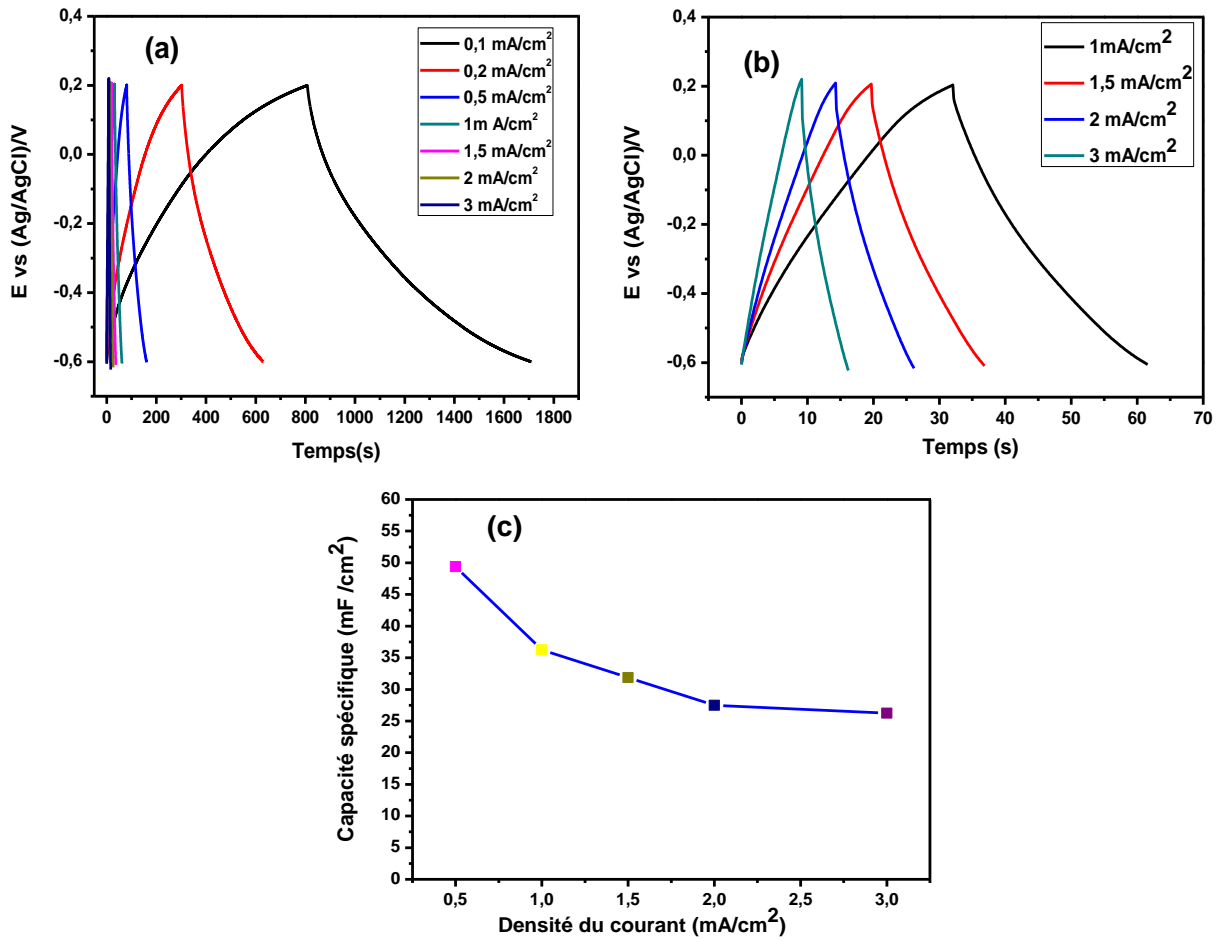 (a)
0,4
0,2
0,0
-0,2
-0,4
-0,6
E vs (Ag/AgCl)/V
0,1 mA/cm²
0,2 mA/cm²
0,5 mA/cm²
1m A/cm²
1,5 mA/cm²
2 mA/cm²
3 mA/cm²
0 200 400 600 800 1000 1200 1400 1600 1800
Temps(s)
(b)
0,4
0,2
0,0
-0,2
-0,4
-0,6
E vs (Ag/AgCl)/V
1mA/cm²
1,5 mA/cm²
2 mA/cm²
3 mA/cm²
0 10 20 30 40 50 60 70
Temps (s)
(c)
60
55
50
45
40
35
30
25
20
15
10
5
0
Capacité spécifique (mF /cm²)
0,5 1,0 1,5 2,0 2,5 3,0
Densité du courant (mA/cm²)